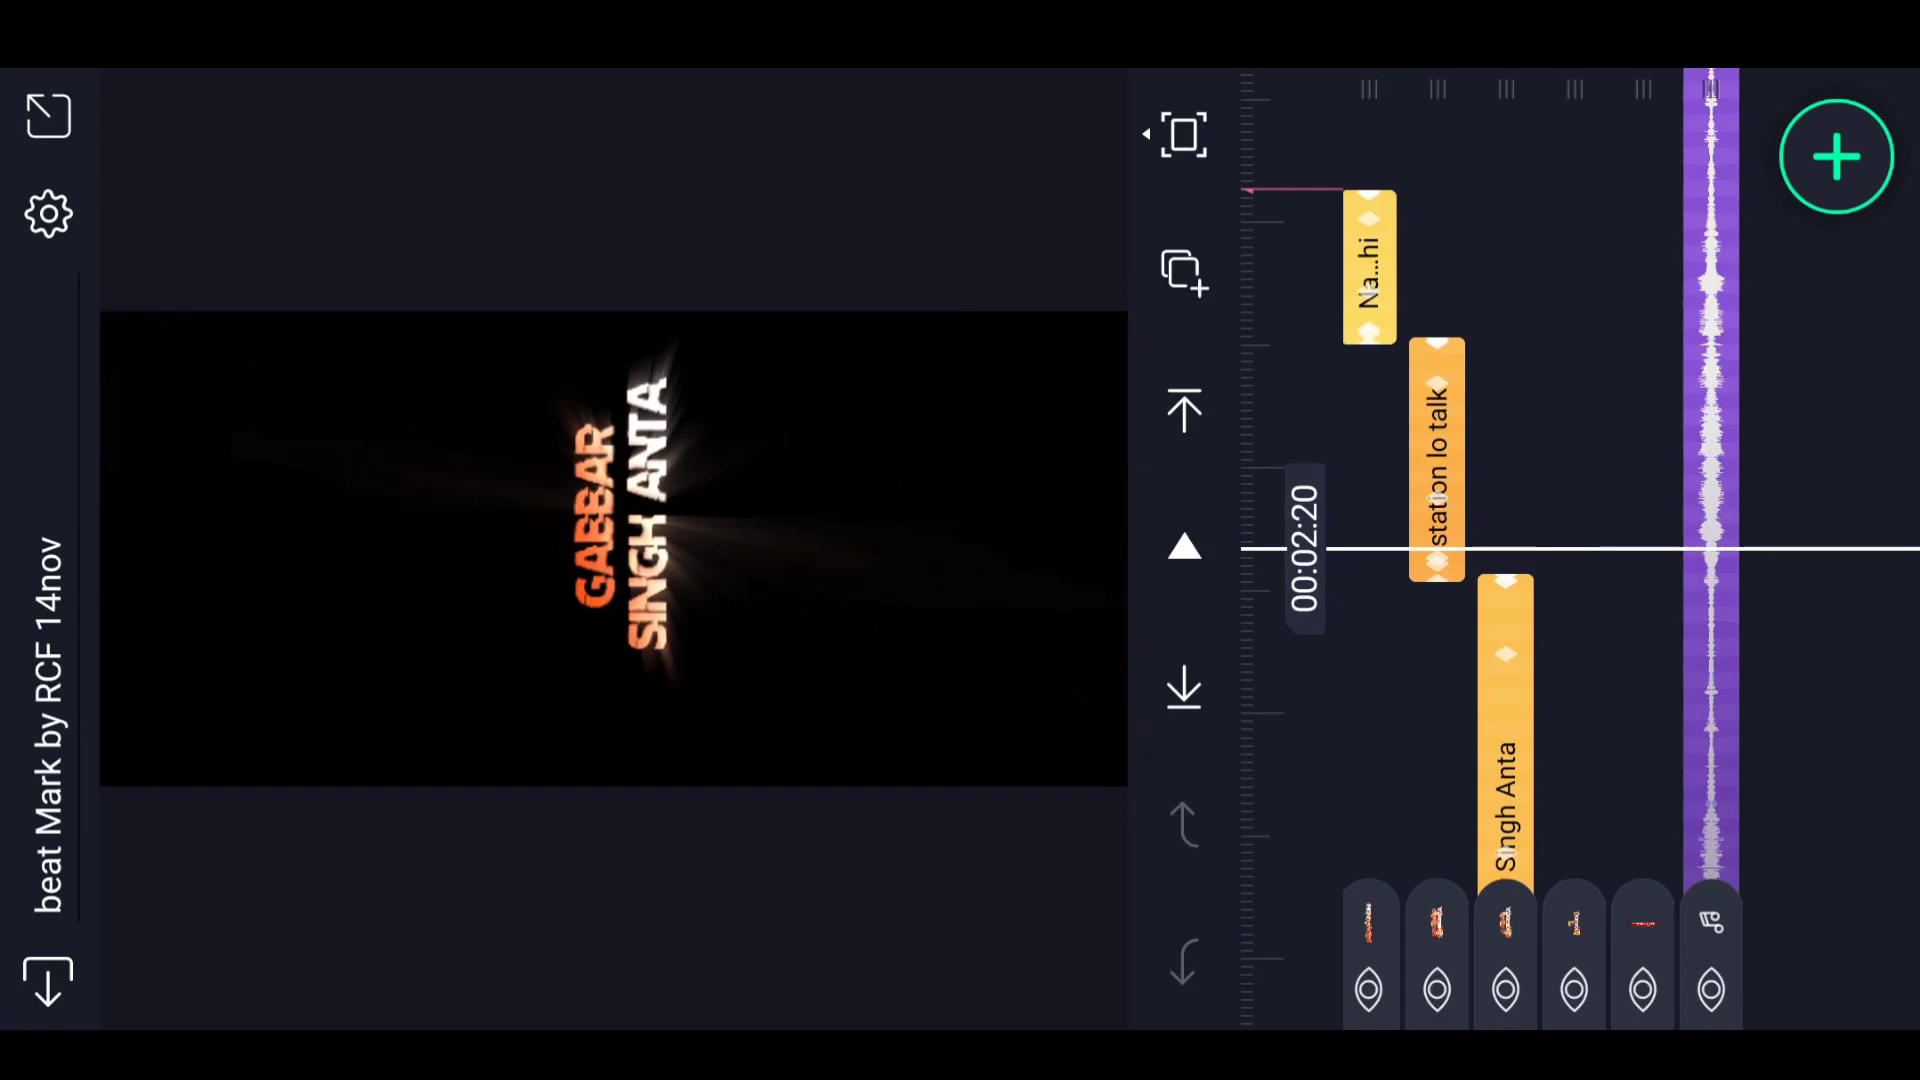 beat Mark by RCF 14nov
GABBAR
SINGH ANTA
00:02:20
Na...hi
station lo talk
Singh Anta